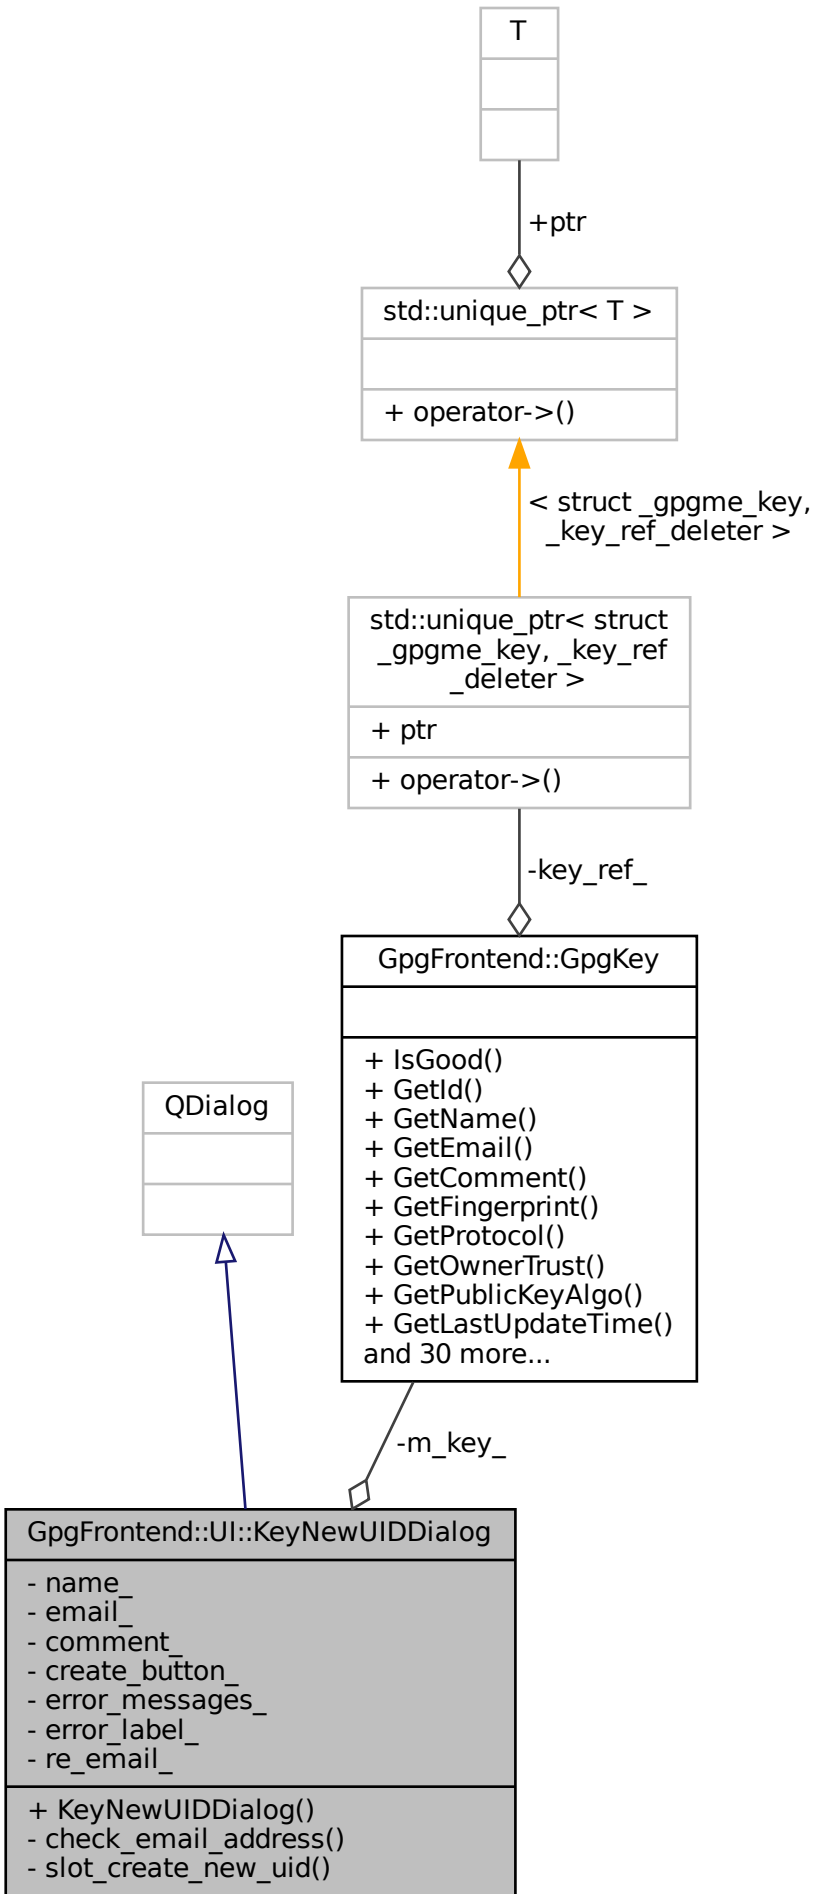 T
+ptr
std::unique_ptr< T >
+ operator->()
< struct _gpgme_key,
_key_ref_deleter >
std::unique_ptr< struct
_gpgme_key, _key_ref
_deleter >
+ ptr
+ operator->()
-key_ref_
GpgFrontend::GpgKey
+ IsGood()
+ GetId()
+ GetName()
+ GetEmail()
+ GetComment()
+ GetFingerprint()
+ GetProtocol()
+ GetOwnerTrust()
+ GetPublicKeyAlgo()
+ GetLastUpdateTime()
and 30 more...
QDialog
-m_key_
GpgFrontend::UI::KeyNewUIDDialog
- name_
- email_
- comment_
- create_button_
- error_messages_
- error_label_
- re_email_
+ KeyNewUIDDialog()
- check_email_address()
- slot_create_new_uid()